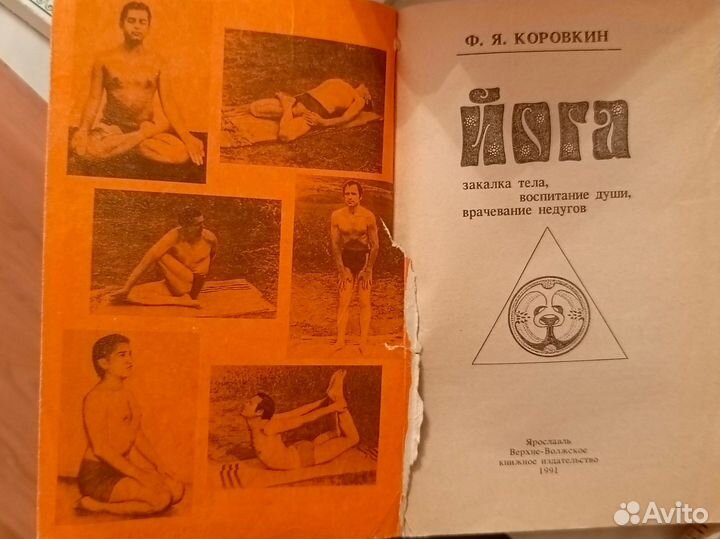 Ф. Я. КОРОВКИН
Йога
закалка тела,
воспитание души,
врачевание недугов
Ярославль
Верхне-Волжское
книжное издательство
1991
Avito